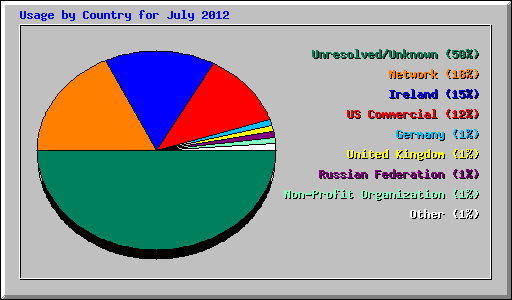 Usage by Country for July 2012
Unresolved/Unknown (50%)
Network (18%)
Ireland (15%)
US Commercial (12%)
Germany (1%)
United Kingdom (1%)
Russian Federation (1%)
Non-Profit Organization (1%)
Other (1%)